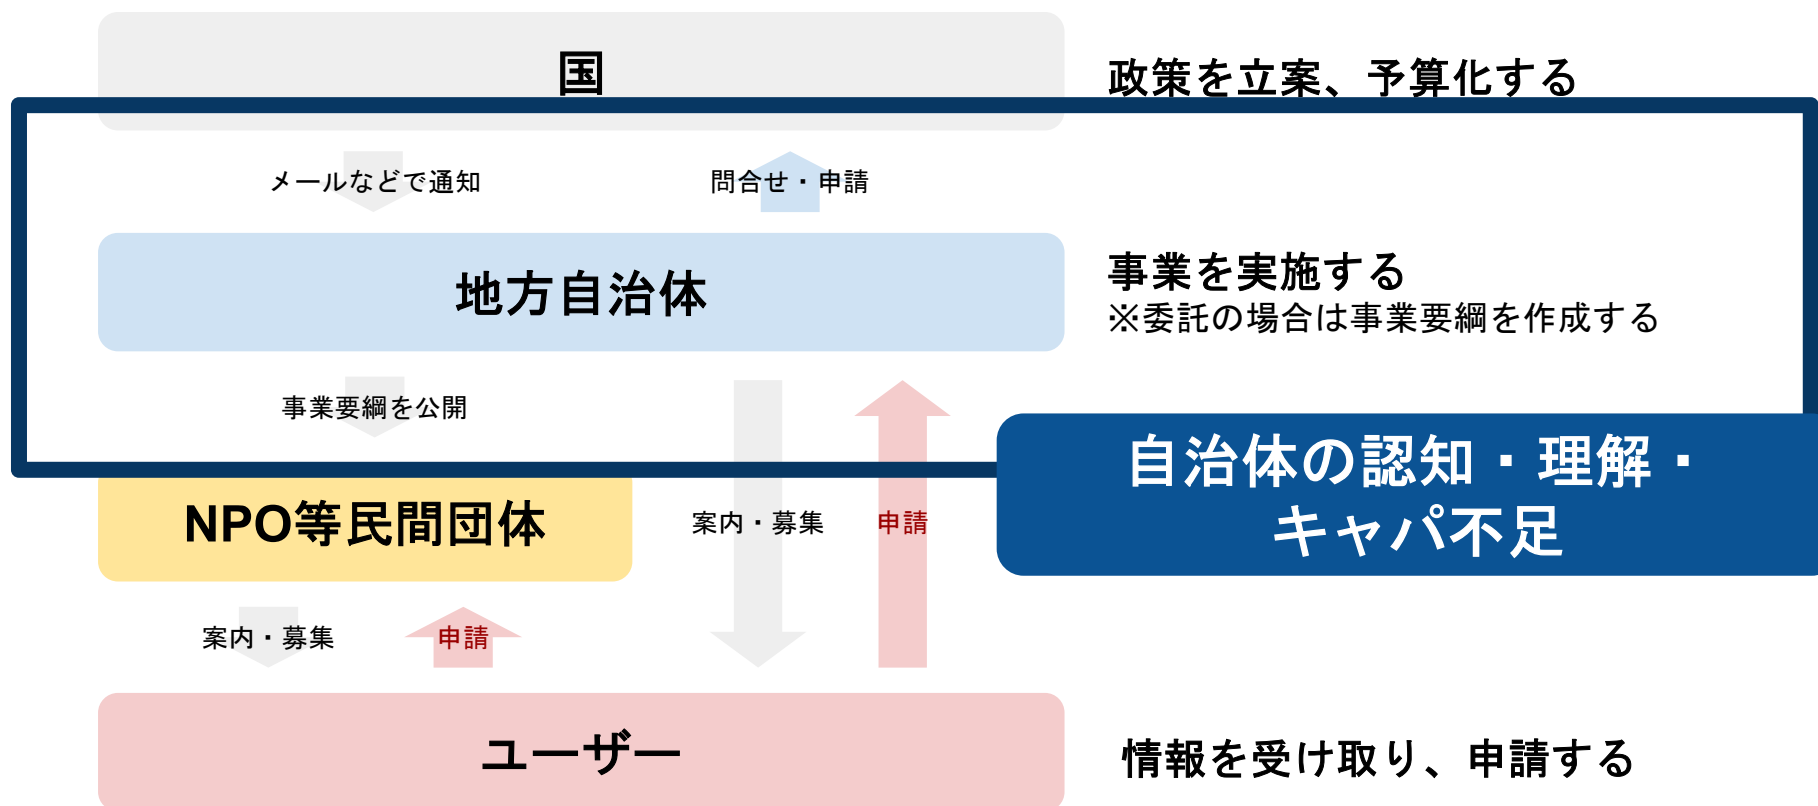 国
政策を立案、予算化する
メールなどで通知
問合せ・申請
地方自治体
事業を実施する
※委託の場合は事業要綱を作成する
事業要綱を公開
自治体の認知・理解・
キャパ不足
NPO等民間団体
案内・募集
申請
案内・募集
申請
ユーザー
情報を受け取り、申請する